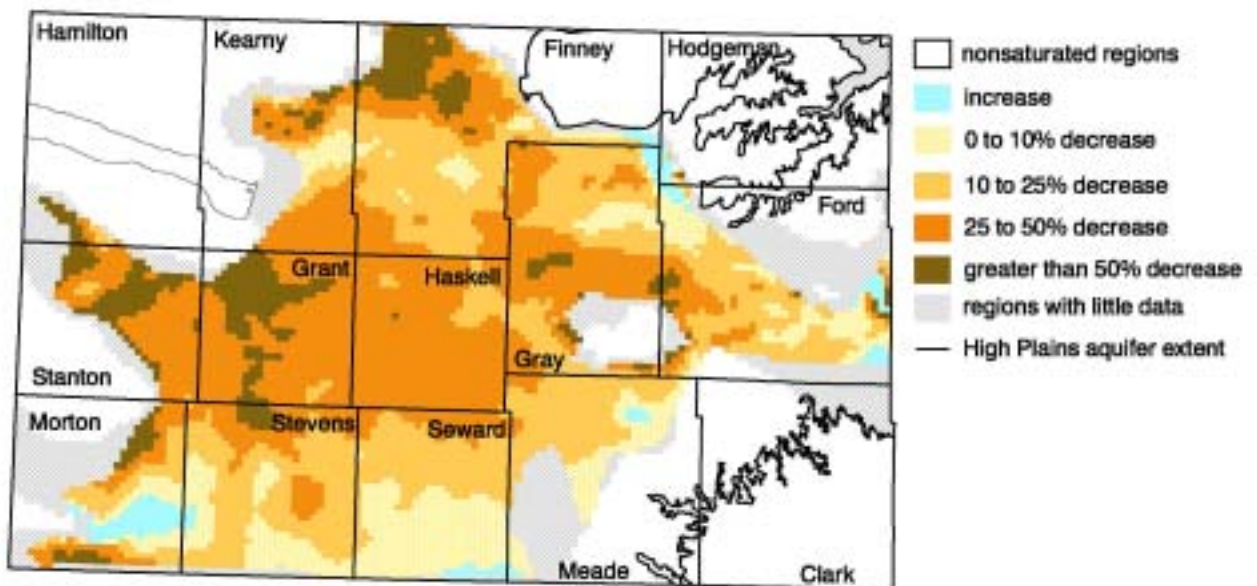 Hamilton
Kearny
Finney
Hodgeman
Ford
Grant
Haskell
Gray
Stanton
Morton
Stevens
Seward
Meade
Clark
nonsaturated regions
increase
0 to 10% decrease
10 to 25% decrease
25 to 50% decrease
greater than 50% decrease
regions with little data
High Plains aquifer extent